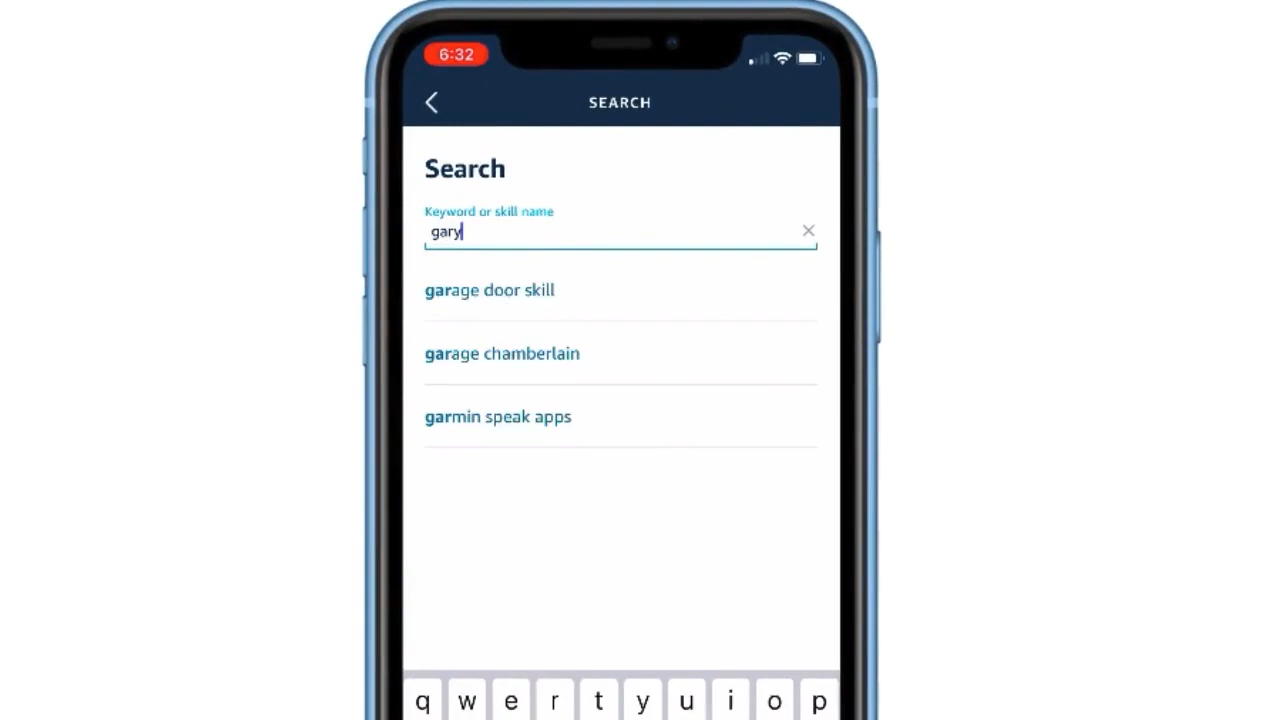 6:32
SEARCH
Search
Keyword or skill name
gary
garage door skill
garage chamberlain
garmin speak apps
q w e r t y u i o p